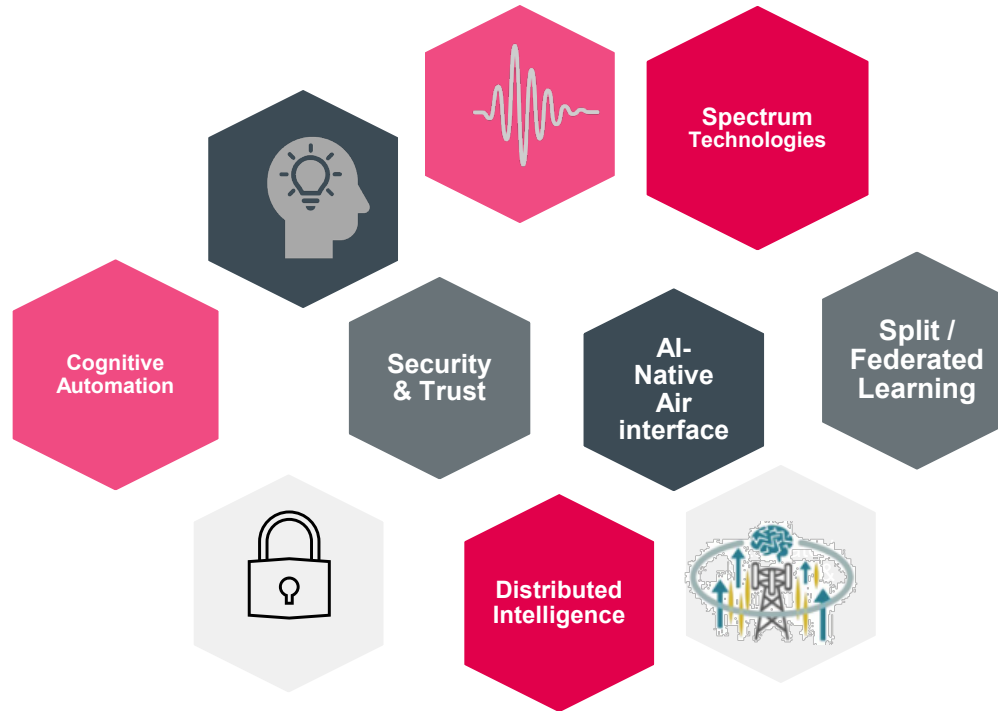 Spectrum
Technologies
Cognitive
Automation
Security
& Trust
AI-
Native
Air
interface
Split /
Federated
Learning
Distributed
Intelligence